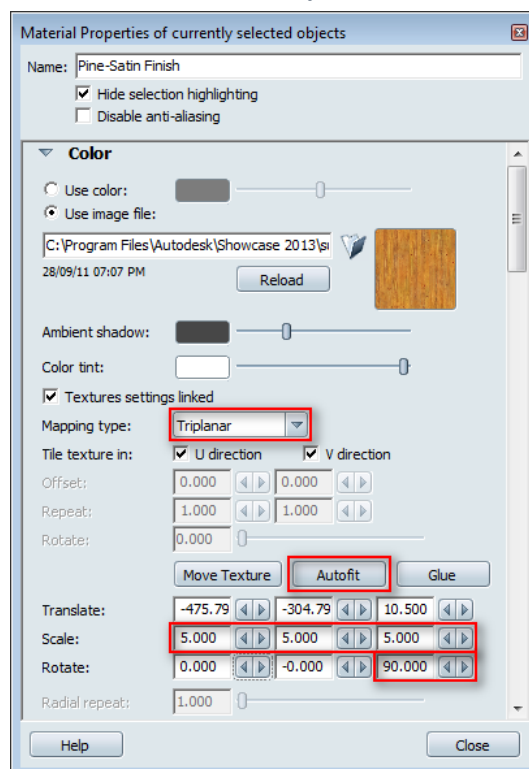 Material Properties of currently selected objects
Name: Pine-Satin Finish
Hide selection highlighting
Disable anti-aliasing
Color
Use color:
Use image file:
C:\Program Files\Autodesk\Showcase 2013\
28/09/11 07:07 PM Reload
Ambient shadow:
Color tint:
Textures settings linked
Mapping type: Triplanar
Tile texture in: U direction V direction
Offset: 0.000 0.000
Repeat: 1.000 1.000
Rotate: 0.000
Move Texture Autofit Glue
Translate: -475.79 -304.79 10.500
Scale: 5.000 5.000 5.000
Rotate: 0.000 -0.000 90.000
Radial repeat: 1.000
Help Close